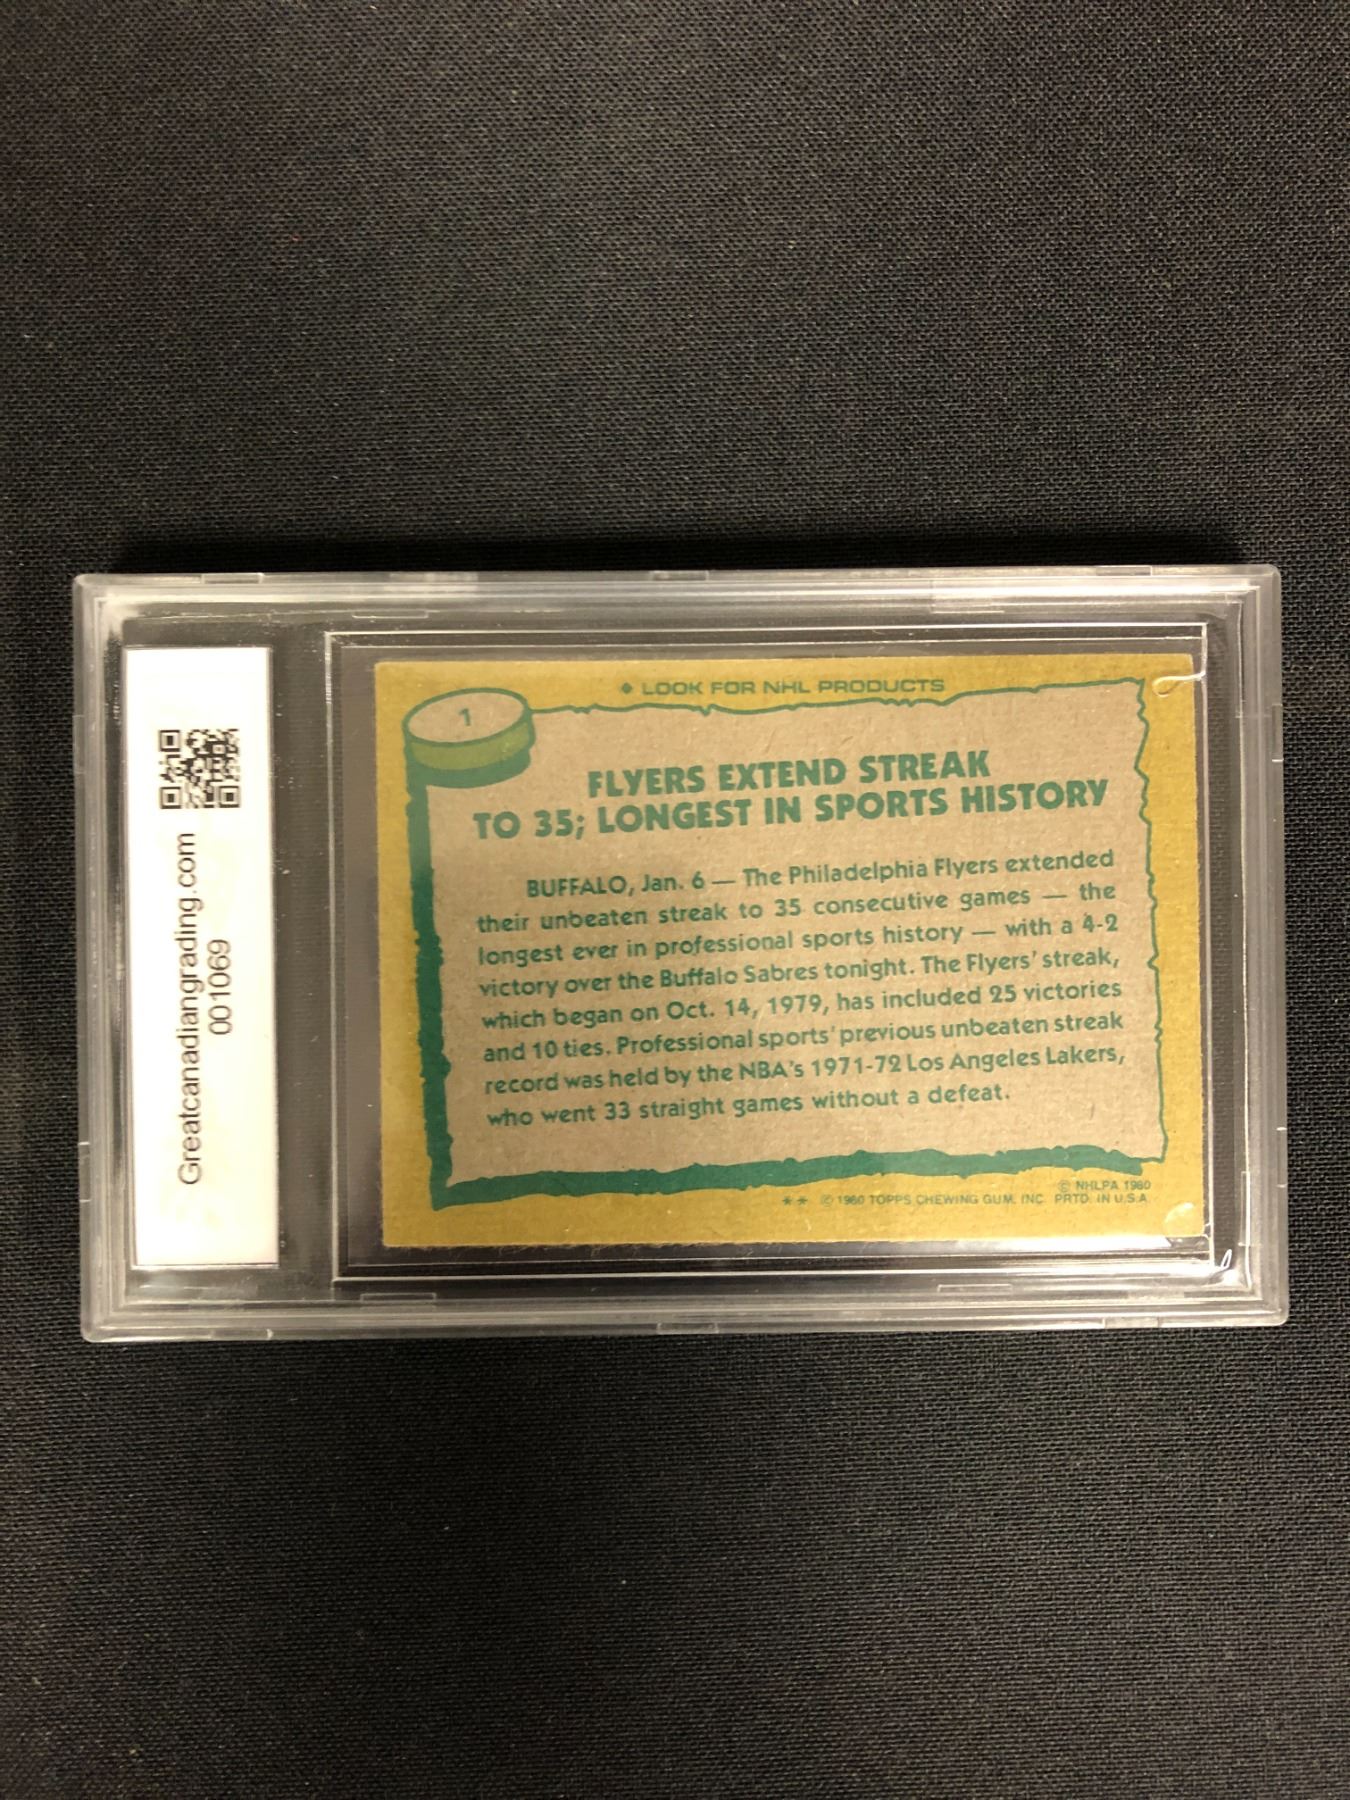 Greatcanadiangrading.com
001069
♦ LOOK FOR NHL PRODUCTS
1
FLYERS EXTEND STREAK
TO 35; LONGEST IN SPORTS HISTORY
BUFFALO, Jan. 6 — The Philadelphia Flyers extended
their unbeaten streak to 35 consecutive games — the
longest ever in professional sports history — with a 4-2
victory over the Buffalo Sabres tonight. The Flyers' streak,
which began on Oct. 14, 1979, has included 25 victories
and 10 ties. Professional sports' previous unbeaten streak
record was held by the NBA's 1971-72 Los Angeles Lakers,
who went 33 straight games without a defeat.
© NHLPA 1980
** © 1980 TOPPS CHEWING GUM, INC. PRTD. IN U.S.A.